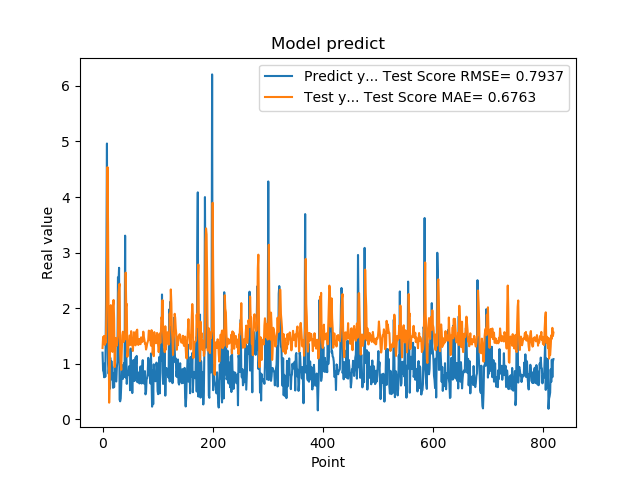 Model predict
Predict y... Test Score RMSE= 0.7937
Test y... Test Score MAE= 0.6763
Real value
6
5
4
3
2
1
0
0 200 400 600 800
Point